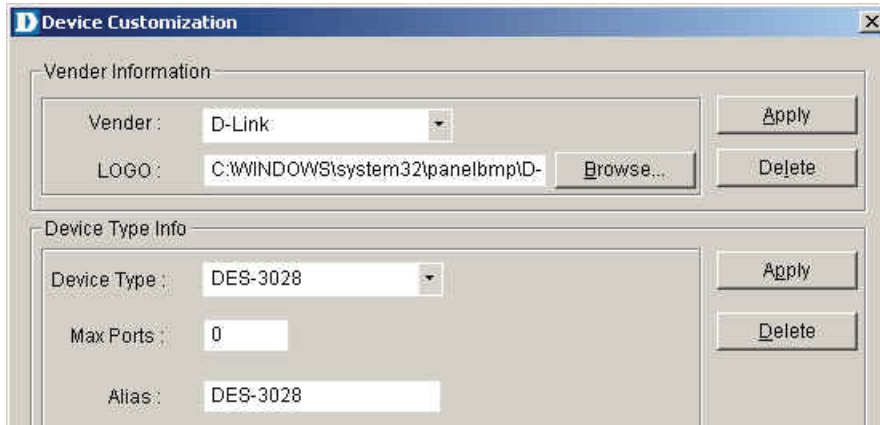 D Device Customization
Vender Information
Vender :
D-Link
Apply
LOGO :
C:\WINDOWS\system32\panelbmp\D-
Browse...
Delete
Device Type Info
Device Type :
DES-3028
Apply
Max Ports :
0
Delete
Alias :
DES-3028